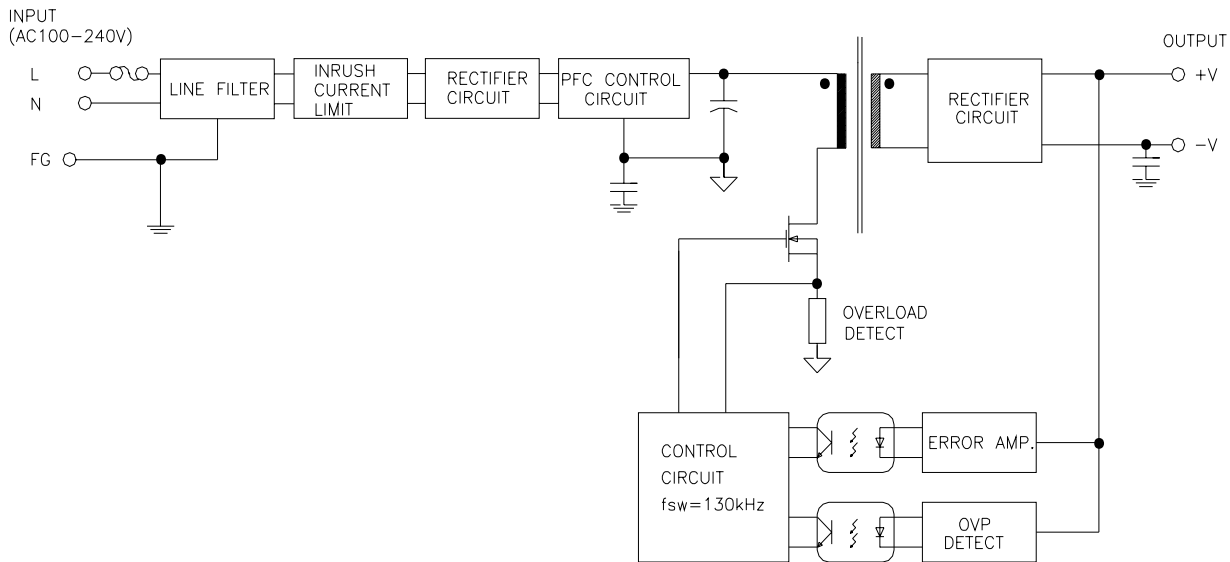 INPUT
(AC100-240V)
OUTPUT
L
LINE FILTER
INRUSH
CURRENT
LIMIT
RECTIFIER
CIRCUIT
PFC CONTROL
CIRCUIT
RECTIFIER
CIRCUIT
+V
N
FG
-V
OVERLOAD
DETECT
CONTROL
CIRCUIT
fsw=130kHz
ERROR AMP.
OVP
DETECT